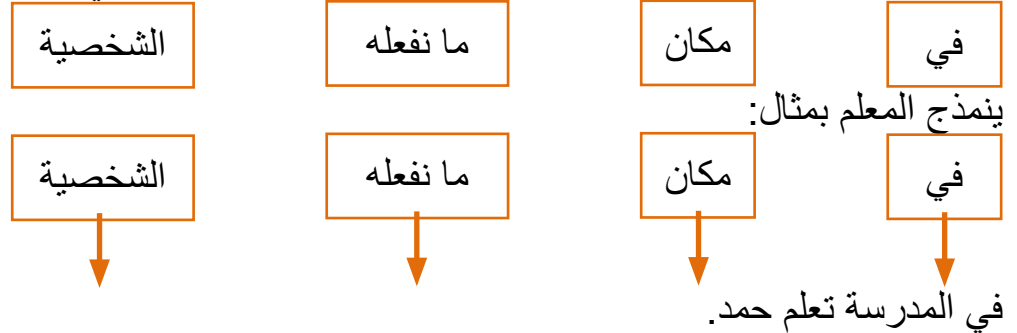 في مكان ما نفعله الشخصية
ينمذج المعلم بمثال:
في مكان ما نفعله الشخصية
في المدرسة تعلم حمد.